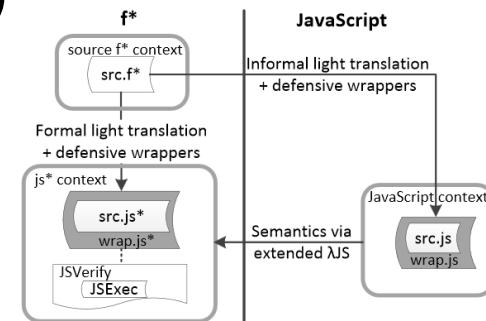 f*
JavaScript
source f* context
src.f*
Informal light translation
+ defensive wrappers
Formal light translation
+ defensive wrappers
js* context
src.js*
wrap.js*
JSVerify
JSExec
Semantics via
extended λJS
JavaScript context
src.js
wrap.js